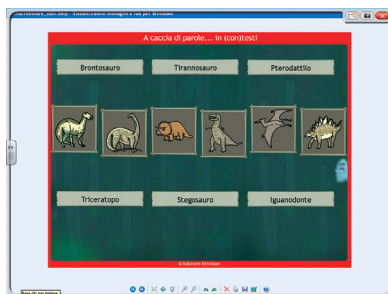 A caccia di parole... in (con)testi
Brontosauro Tirannosauro Pterodattilo
Triceratopo Stegosauro Iguanodonte
© Edizioni Erickson